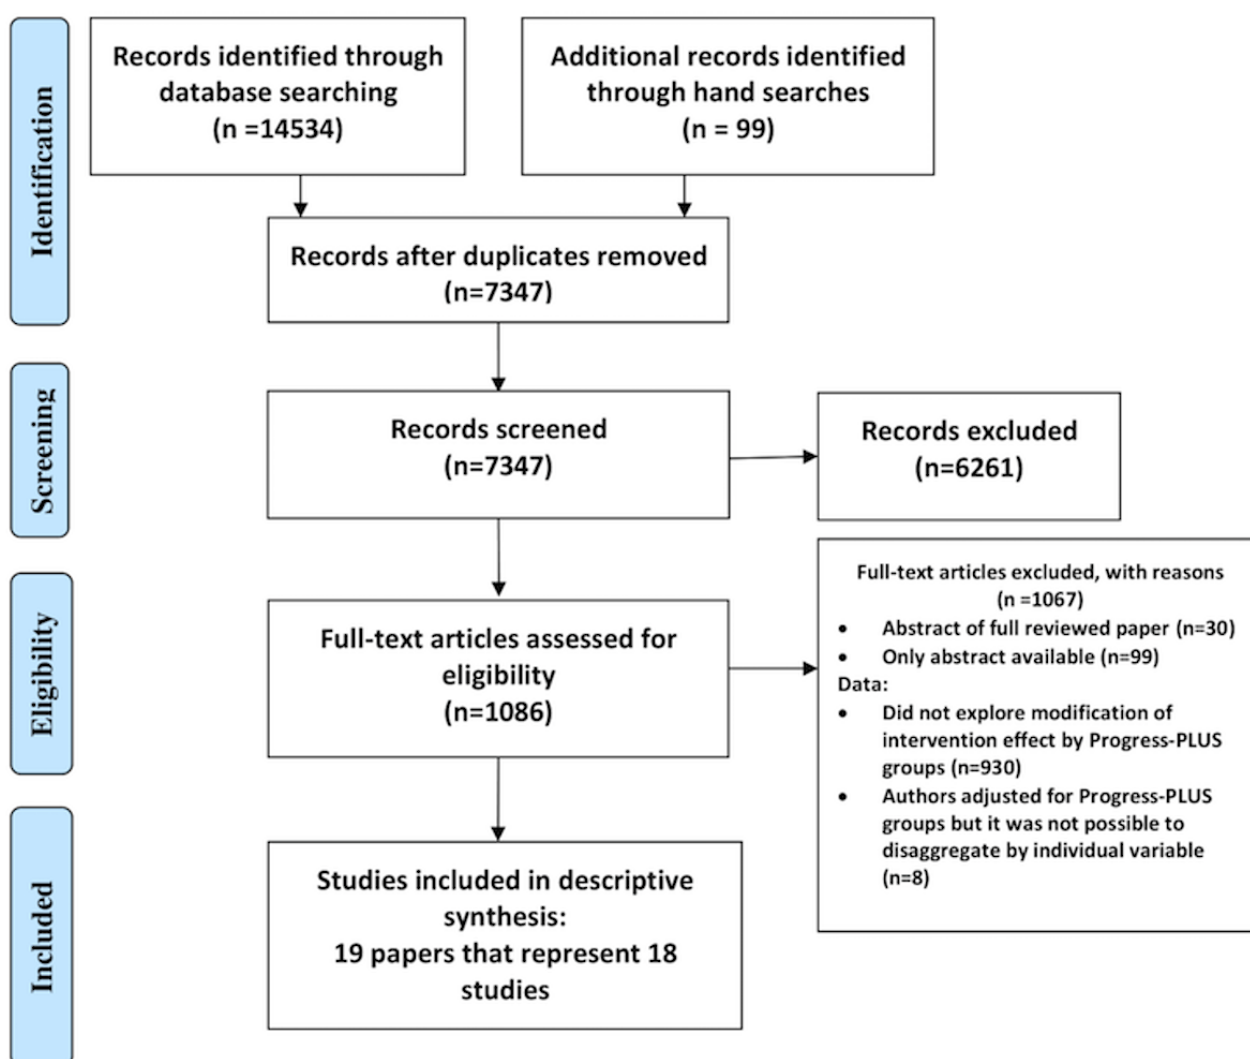 Identification
Records identified through
database searching
(n =14534)
Additional records identified
through hand searches
(n = 99)
Records after duplicates removed
(n=7347)
Screening
Records screened
(n=7347)
Records excluded
(n=6261)
Eligibility
Full-text articles assessed for
eligibility
(n=1086)
Full-text articles excluded, with reasons
(n =1067)
• Abstract of full reviewed paper (n=30)
• Only abstract available (n=99)
Data:
• Did not explore modification of
intervention effect by Progress-PLUS
groups (n=930)
• Authors adjusted for Progress-PLUS
groups but it was not possible to
disaggregate by individual variable
(n=8)
Included
Studies included in descriptive
synthesis:
19 papers that represent 18
studies